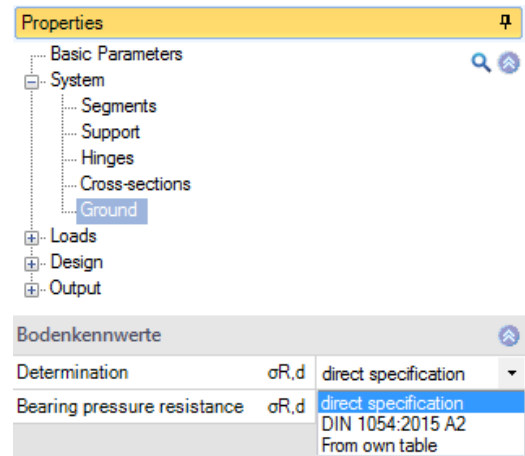 Properties
Basic Parameters
System
Segments
Support
Hinges
Cross-sections
Ground
Loads
Design
Output
Bodenkennwerte
Determination σR,d direct specification
Bearing pressure resistance σR,d direct specification
DIN 1054:2015 A2
From own table